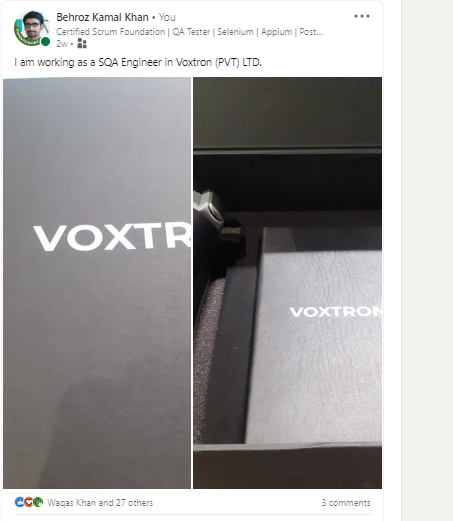 Behroz Kamal Khan • You
Certified Scrum Foundation | QA Tester | Selenium | Appium | Post...
2w •
I am working as a SQA Engineer in Voxtron (PVT) LTD.
VOXTR
VOXTRON
Waqas Khan and 27 others
3 comments